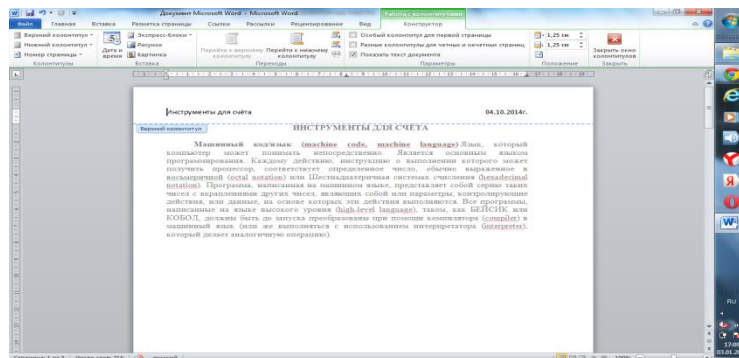 Документ Microsoft Word - Microsoft Word
Работа с колонтитулами
Файл Главная Вставка Разметка страницы Ссылки Рассылки Рецензирование Вид Конструктор
Верхний колонтитул
Нижний колонтитул
Номер страницы
Колонтитулы
Дата и время
Экспресс-блоки
Рисунок
Картинка
Вставка
Перейти к верхнему колонтитулу
Перейти к нижнему колонтитулу
Переходы
Особый колонтитул для первой страницы
Разные колонтитулы для четных и нечетных страниц
Показать текст документа
Параметры
1,25 см
1,25 см
Положение
Закрыть окно колонтитулов
Закрыть
Инструменты для счёта 04.10.2014г.
Верхний колонтитул
ИНСТРУМЕНТЫ ДЛЯ СЧЁТА
Машинный код/язык (machine code, machine language) Язык, который
компьютер может понимать непосредственно. Является основным языком
программирования. Каждому действию, инструкцию о выполнении которого может
получить процессор, соответствует определенное число, обычно выраженное в
восьмеричной (octal notation) или Шестнадцатеричная системах счисления (hexadecimal
notation). Программа, написанная на машинном языке, представляет собой серию таких
чисел с вкраплениями других чисел, являющих собой или параметры, контролирующие
действия, или данные, на основе которых эти действия выполняются. Все программы,
написанные на языке высокого уровня (high-level language), таком, как БЕЙСИК или
КОБОЛ, должны быть до запуска преобразованы при помощи компилятора (compiler) в
машинный язык (или же выполняться с использованием интерпретатора (interpreter),
который делает аналогичную операцию).
RU
17:09